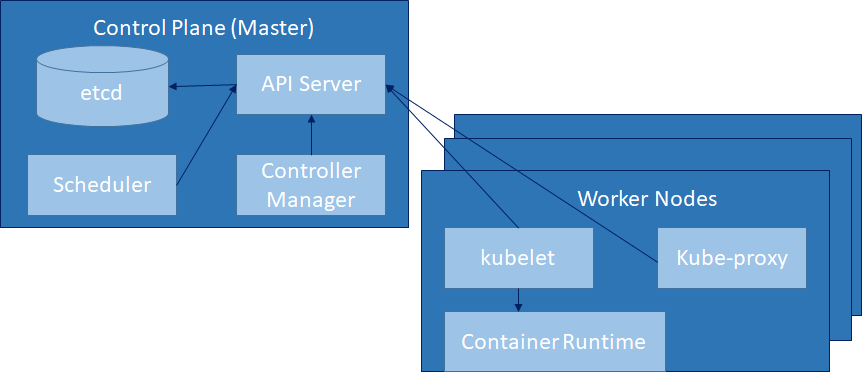 Control Plane (Master)
etcd
API Server
Scheduler
Controller
Manager
Worker Nodes
kubelet
Kube-proxy
Container Runtime